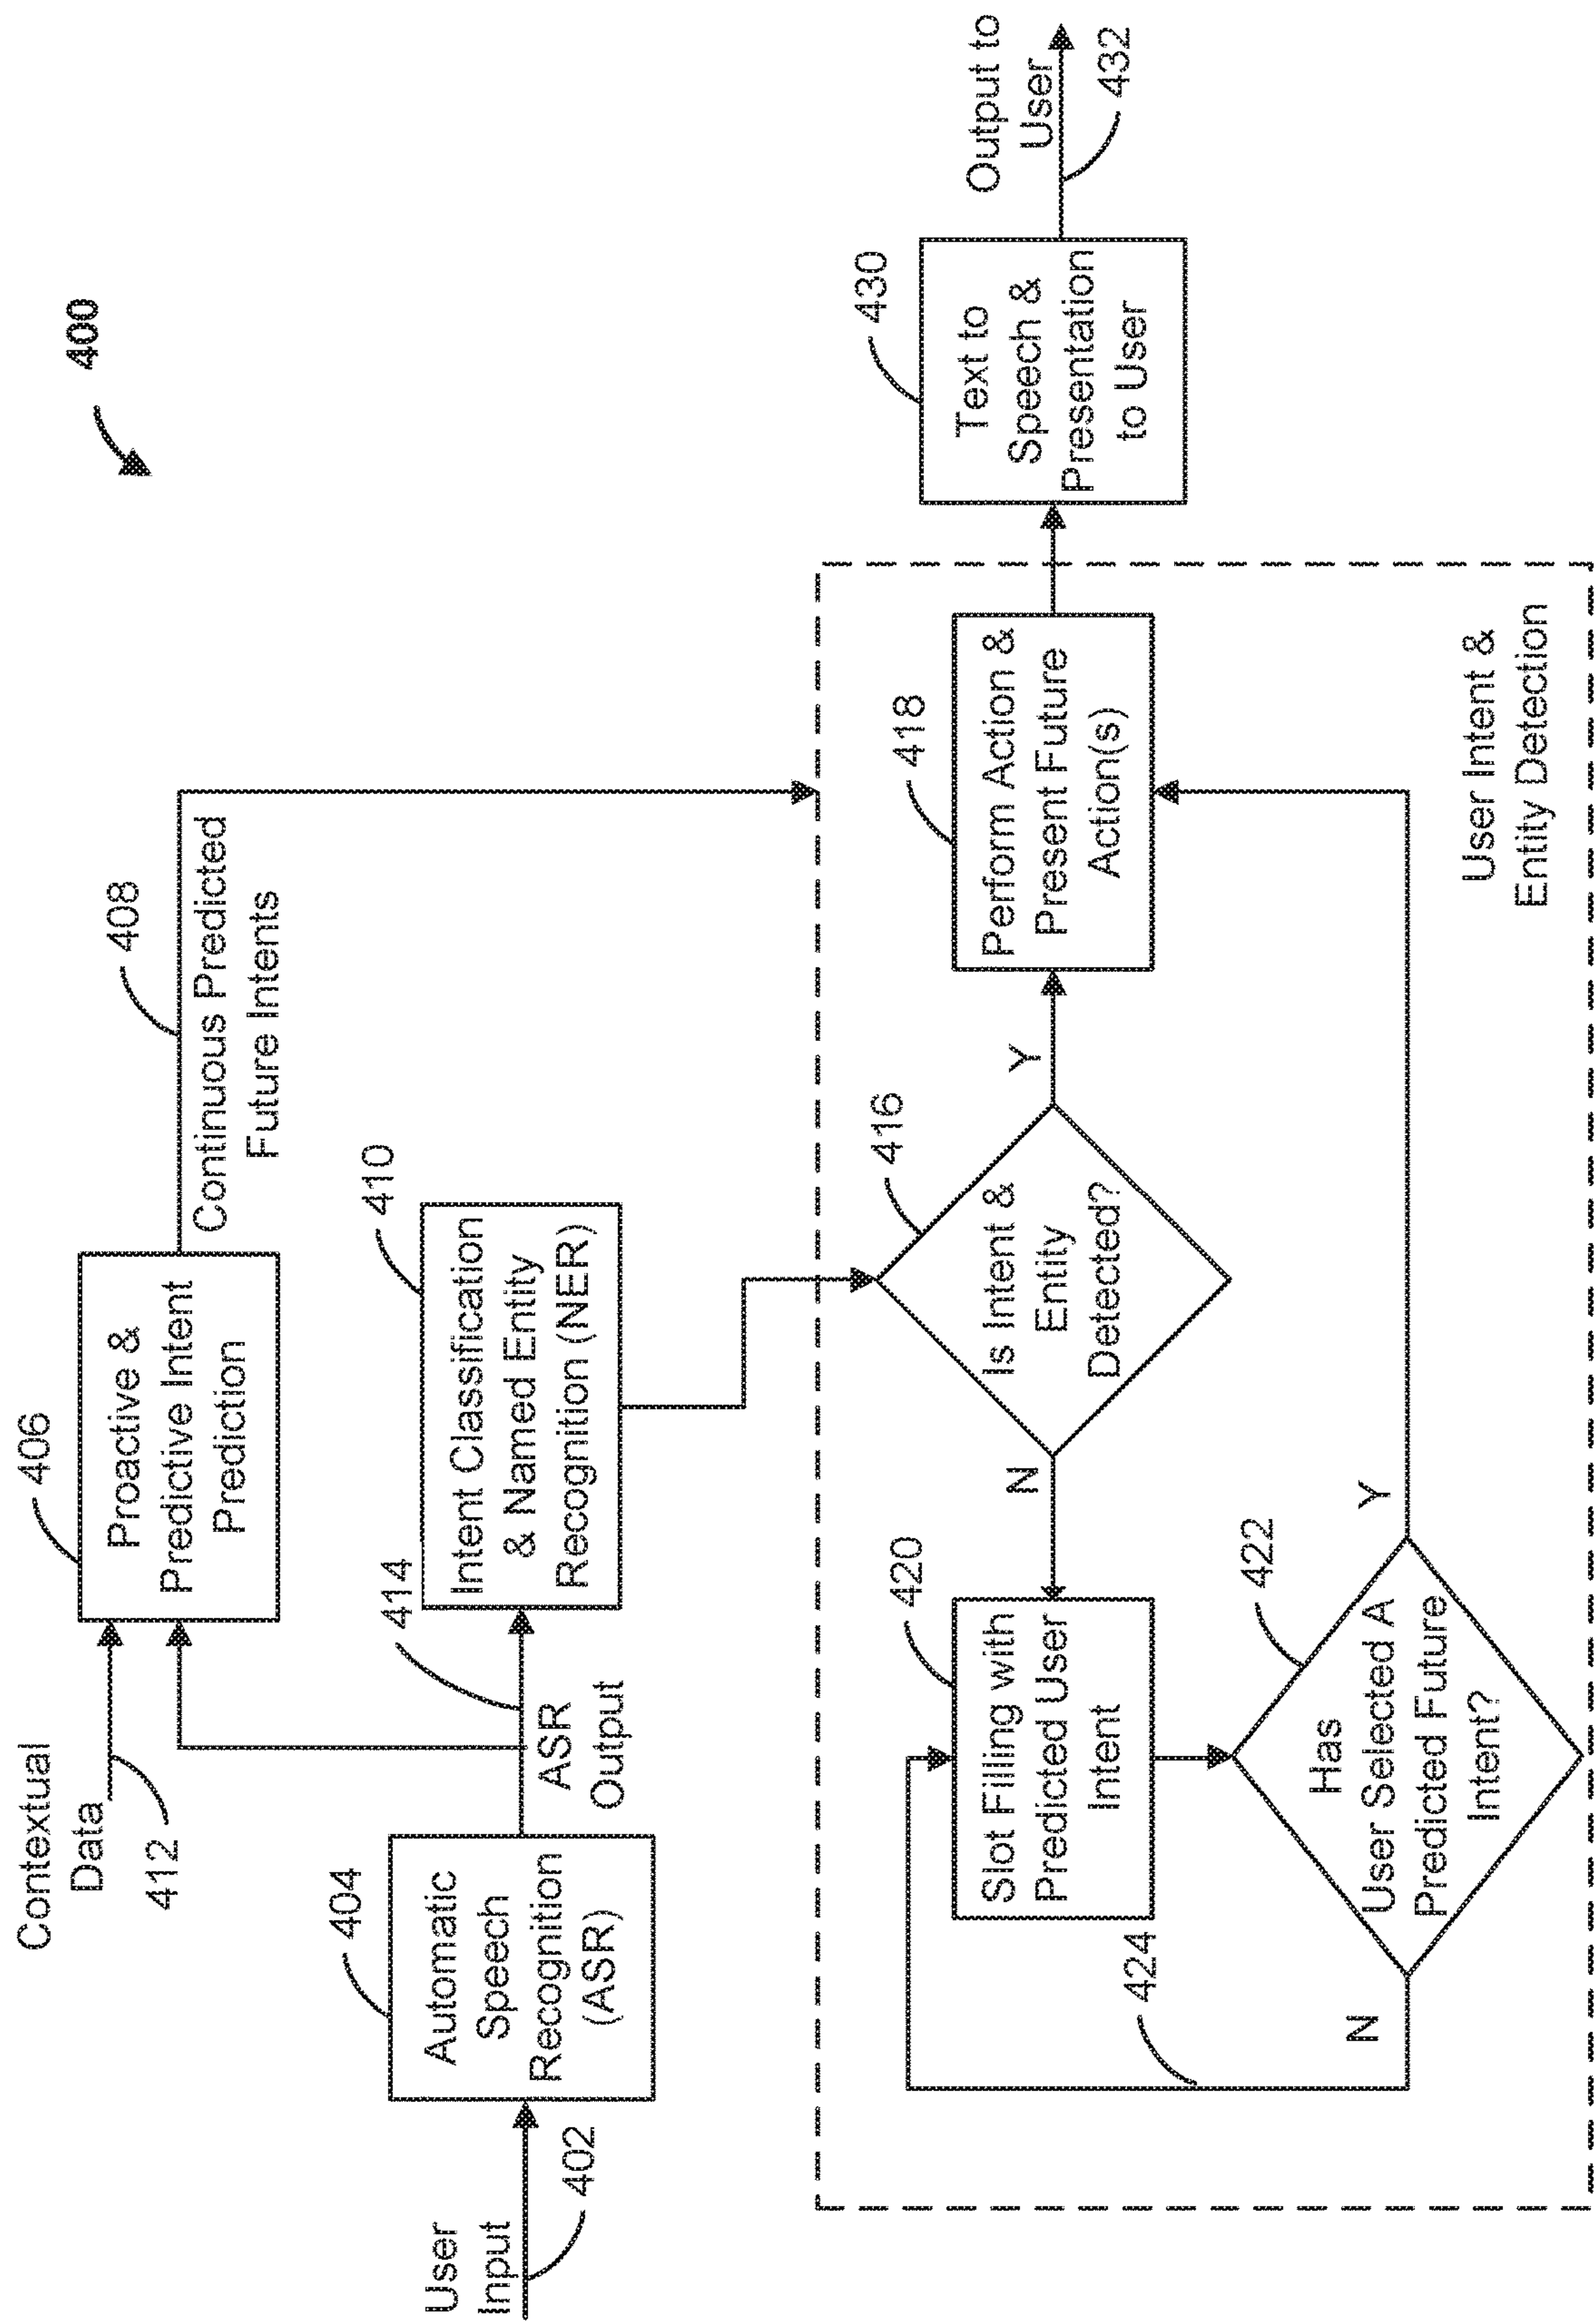 400
Contextual
Data
412
406
Proactive &
Predictive Intent
Prediction
408
Continuous Predicted
Future Intents
User
Input
402
404
Automatic
Speech
Recognition
(ASR)
414
ASR
Output
410
Intent Classification
& Named Entity
Recognition (NER)
416
Is Intent &
Entity
Detected?
Y
N
418
Perform Action &
Present Future
Action(s)
420
Slot Filling with
Predicted User
Intent
422
Has
User Selected A
Predicted Future
Intent?
Y
N
424
User Intent &
Entity Detection
430
Text to
Speech &
Presentation
to User
Output to
User
432